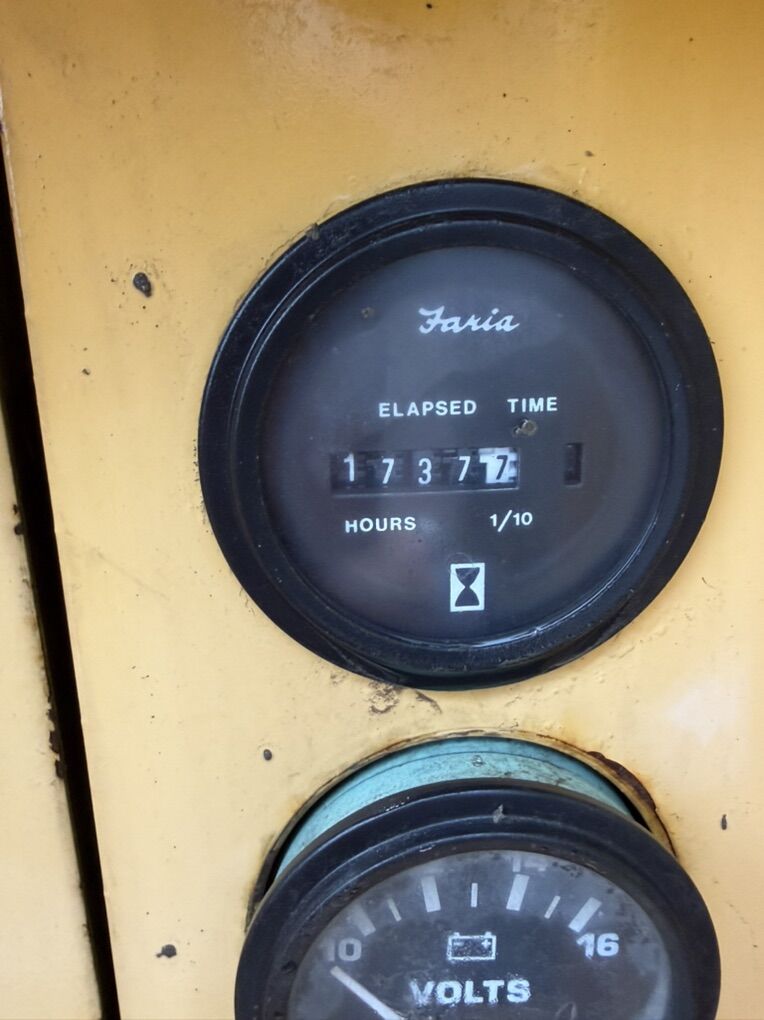 Faria
ELAPSED TIME
17377
HOURS 1/10
10 16
VOLTS